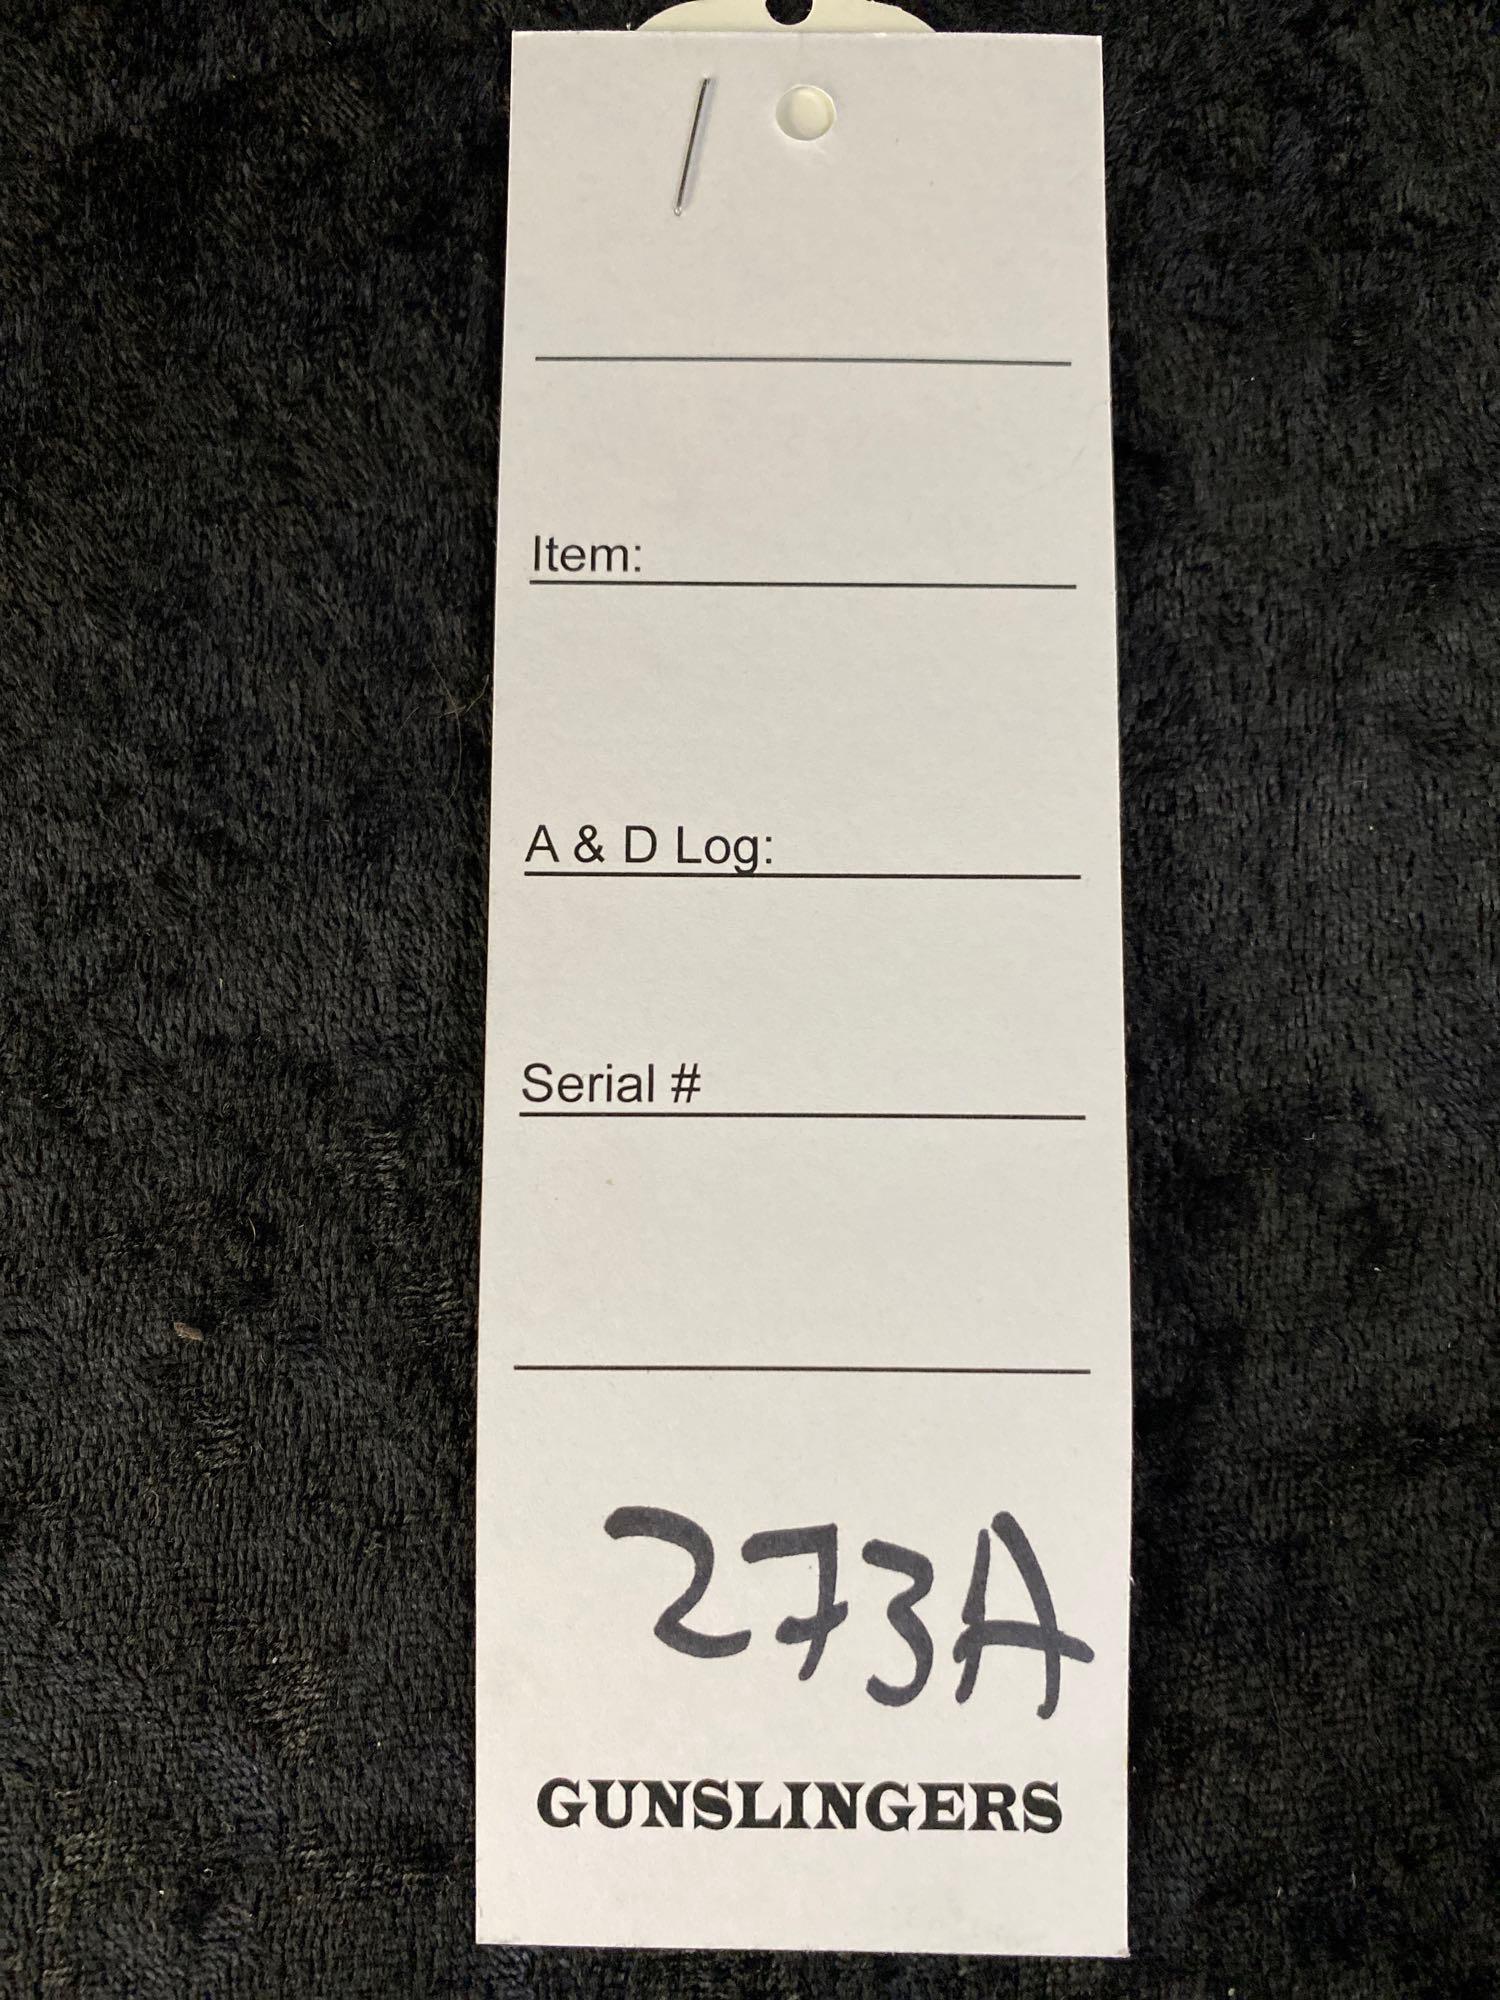 Item:
A & D Log:
Serial #
273A
GUNSLINGERS